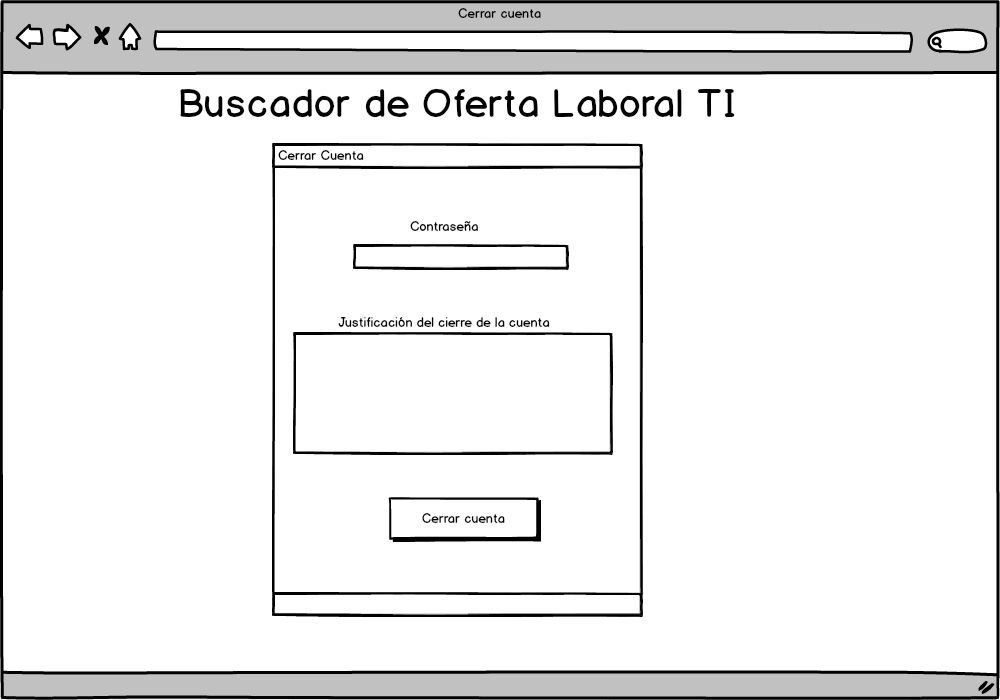 Cerrar cuenta
Buscador de Oferta Laboral TI
Cerrar Cuenta
Contraseña
Justificación del cierre de la cuenta
Cerrar cuenta